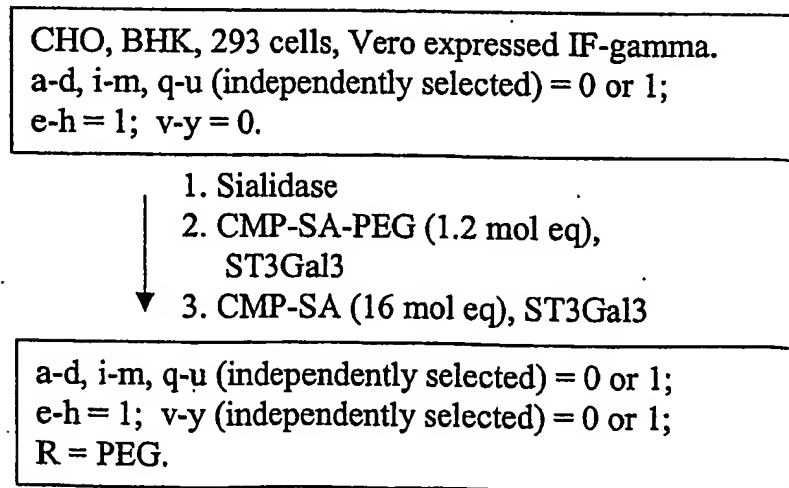 CHO, BHK, 293 cells, Vero expressed IF-gamma.
a-d, i-m, q-u (independently selected) = 0 or 1;
e-h = 1; v-y = 0.
1. Sialidase
2. CMP-SA-PEG (1.2 mol eq),
ST3Gal3
3. CMP-SA (16 mol eq), ST3Gal3
a-d, i-m, q-u (independently selected) = 0 or 1;
e-h = 1; v-y (independently selected) = 0 or 1;
R = PEG.